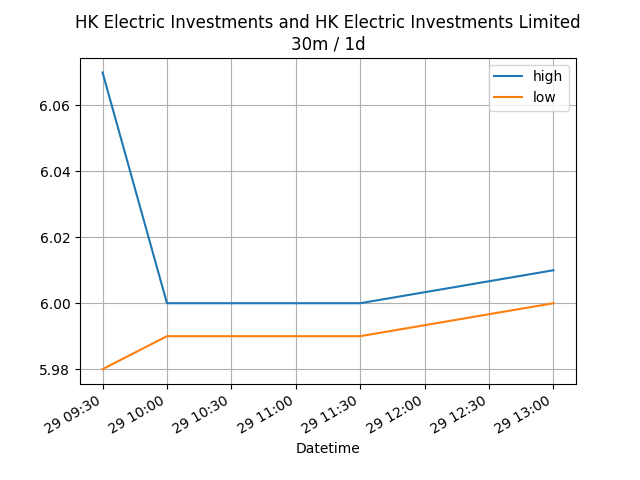 HK Electric Investments and HK Electric Investments Limited
30m / 1d
high
low
6.06
6.04
6.02
6.00
5.98
29 09:30
29 10:00
29 10:30
29 11:00
29 11:30
29 12:00
29 12:30
29 13:00
Datetime